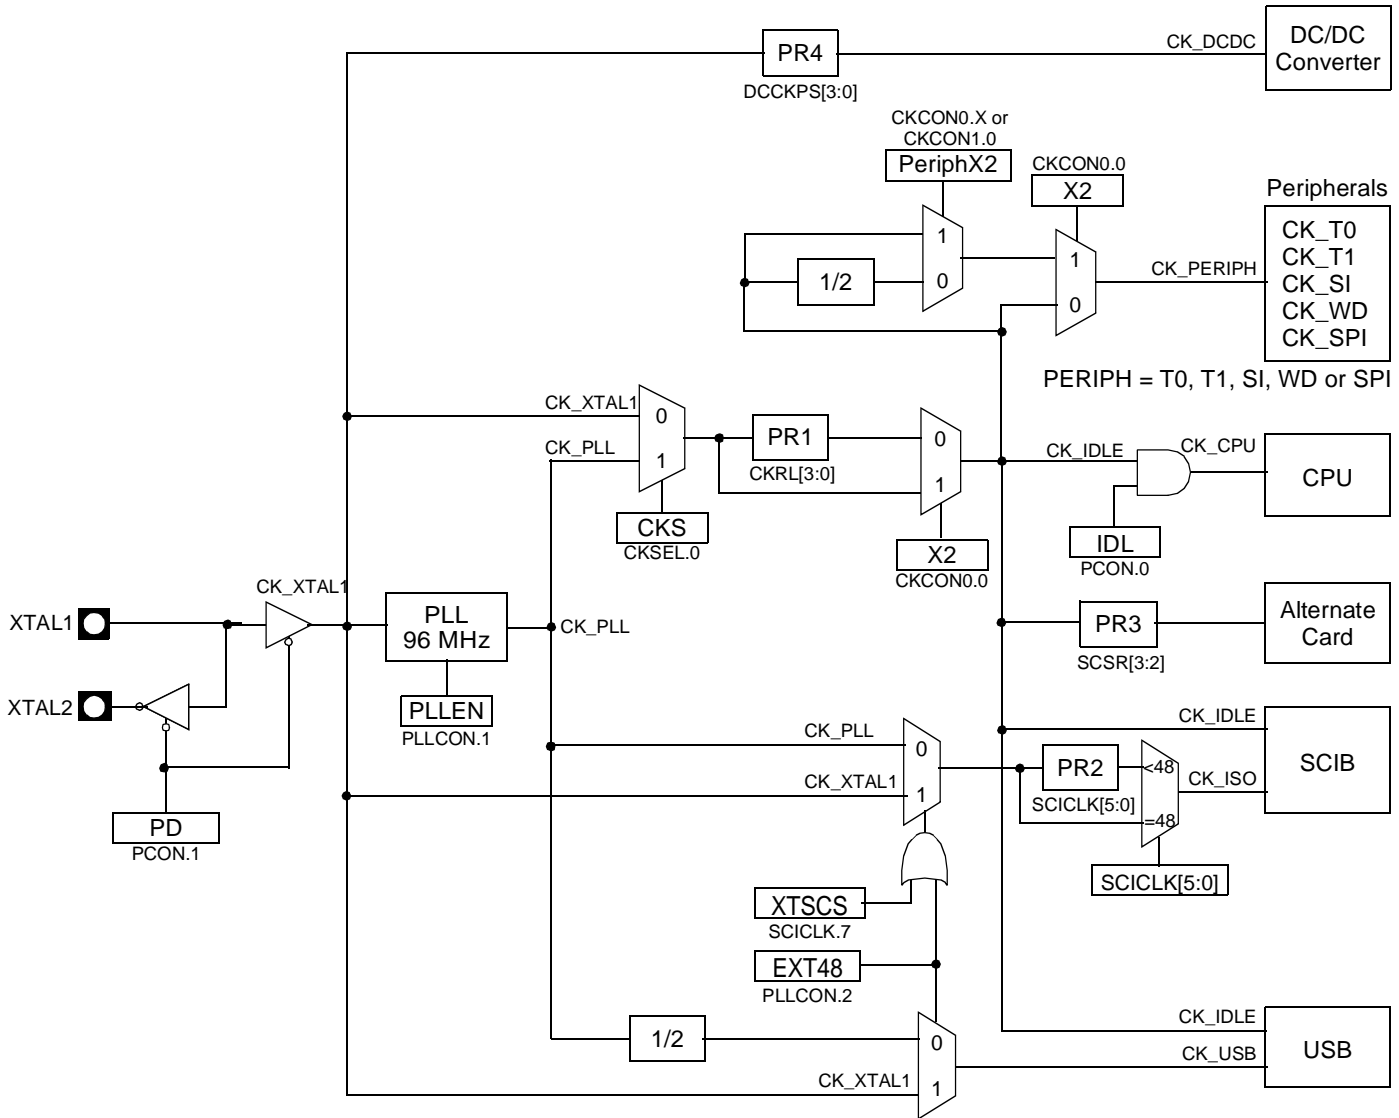 CK_DCDC
DC/DC
Converter
PR4
DCCKPS[3:0]
CKCON0.X or
CKCON1.0
PeriphX2
CKCON0.0
X2
Peripherals
1
1/2
0
1
0
CK_PERIPH
CK_T0
CK_T1
CK_SI
CK_WD
CK_SPI
PERIPH = T0, T1, SI, WD or SPI
CK_XTAL1
0
CK_PLL
1
PR1
CKRL[3:0]
0
1
CK_IDLE
CK_CPU
CPU
CKS
CKSEL.0
X2
CKCON0.0
IDL
PCON.0
CK_XTAL1
XTAL1
PLL
96 MHz
CK_PLL
PR3
SCSR[3:2]
Alternate
Card
XTAL2
PLLEN
PLLCON.1
CK_PLL
0
CK_XTAL1
1
CK_IDLE
PR2
SCICLK[5:0]
<48
=48
CK_ISO
SCIB
PD
PCON.1
SCICLK[5:0]
XTSCS
SCICLK.7
EXT48
PLLCON.2
1/2
0
CK_XTAL1
1
CK_IDLE
CK_USB
USB